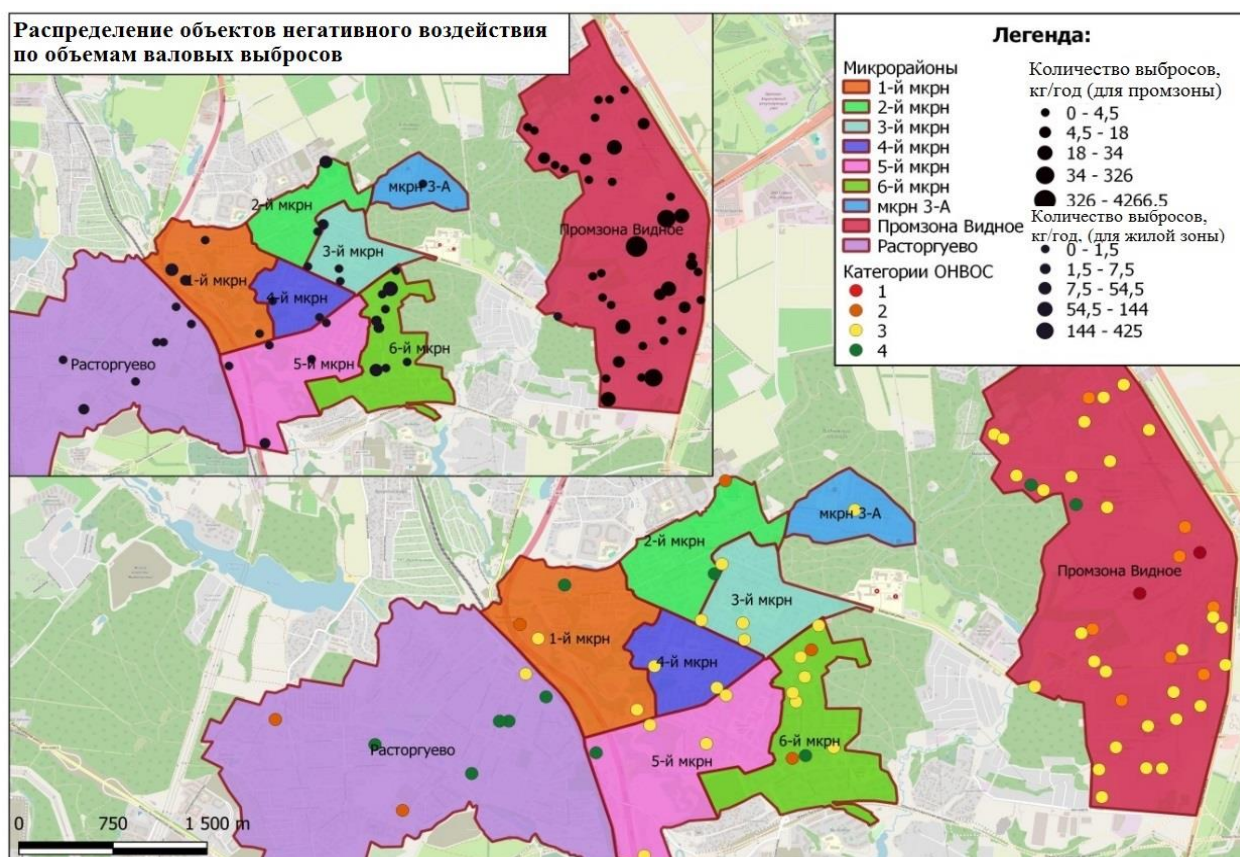 Распределение объектов негативного воздействия
по объемам валовых выбросов
2-й мкрн
мкрн 3-А
3-й мкрн
Промзона Видное
1-й мкрн
4-й мкрн
6-й мкрн
5-й мкрн
Расторгуево
Легенда:
Микрорайоны
1-й мкрн
2-й мкрн
3-й мкрн
4-й мкрн
5-й мкрн
6-й мкрн
мкрн 3-А
Промзона Видное
Расторгуево
Категории ОНВОС
1
2
3
4
Количество выбросов,
кг/год (для промзоны)
0 - 4,5
4,5 - 18
18 - 34
34 - 326
326 - 4266.5
Количество выбросов,
кг/год, (для жилой зоны)
0 - 1,5
1,5 - 7,5
7,5 - 54,5
54,5 - 144
144 - 425
мкрн 3-А
2-й мкрн
Промзона Видное
3-й мкрн
1-й мкрн
4-й мкрн
6-й мкрн
Расторгуево
5-й мкрн
0 750 1 500 m